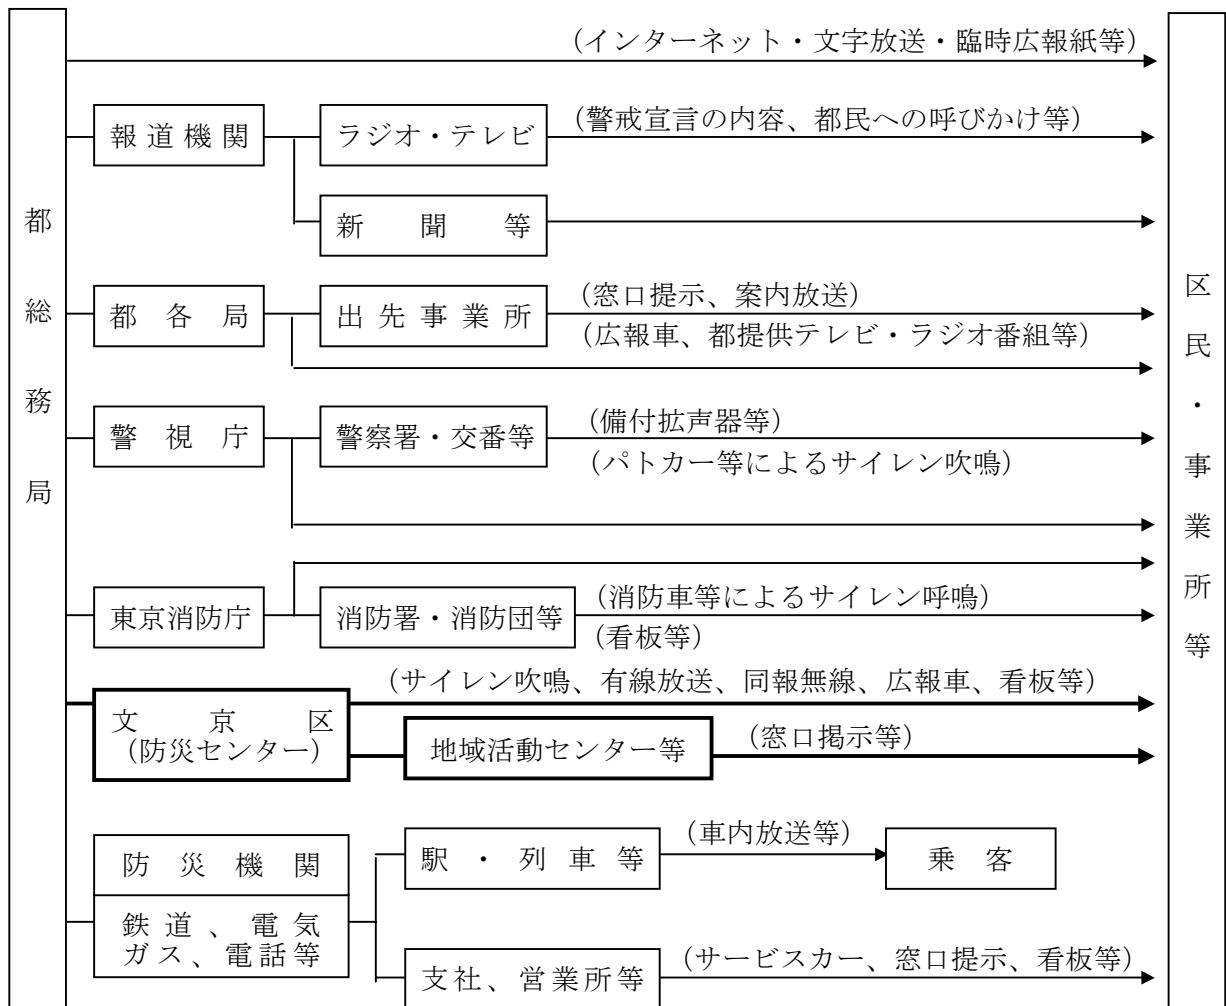 都総務局
(インターネット・文字放送・臨時広報紙等)
報道機関
ラジオ・テレビ
(警戒宣言の内容、都民への呼びかけ等)
新聞等
都各局
出先事業所
(窓口提示、案内放送)
(広報車、都提供テレビ・ラジオ番組等)
警視庁
警察署・交番等
(備付拡声器等)
(パトカー等によるサイレン吹鳴)
東京消防庁
消防署・消防団等
(消防車等によるサイレン呼鳴)
(看板等)
(サイレン吹鳴、有線放送、同報無線、広報車、看板等)
文京区
(防災センター)
地域活動センター等
(窓口掲示等)
防災機関
鉄道、電気
ガス、電話等
駅・列車等
(車内放送等)
乗客
支社、営業所等
(サービスカー、窓口提示、看板等)
区民・事業所等